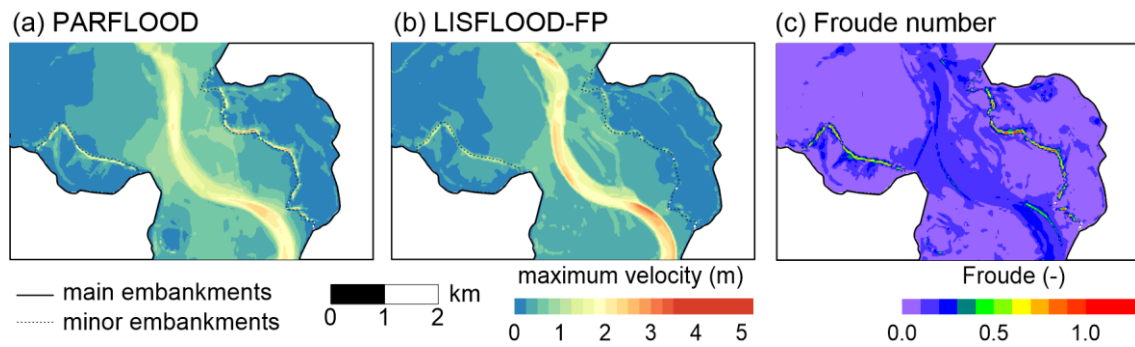 (a) PARFLOOD
(b) LISFLOOD-FP
(c) Froude number
main embankments
minor embankments
km
0 1 2
maximum velocity (m)
0 1 2 3 4 5
Froude (-)
0.0 0.5 1.0